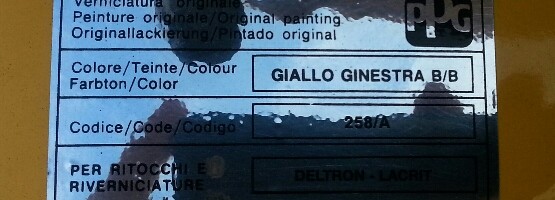 Verniciatura originale
Peinture originale/Original painting
Originallackierung/Pintado original
PPG
Colore/Teinte/Colour
Farbton/Color
GIALLO GINESTRA B/B
Codice/Code/Codigo
258/A
PER RITOCCHI E
RIVERNICIATURE
DELTRON - LACRIT